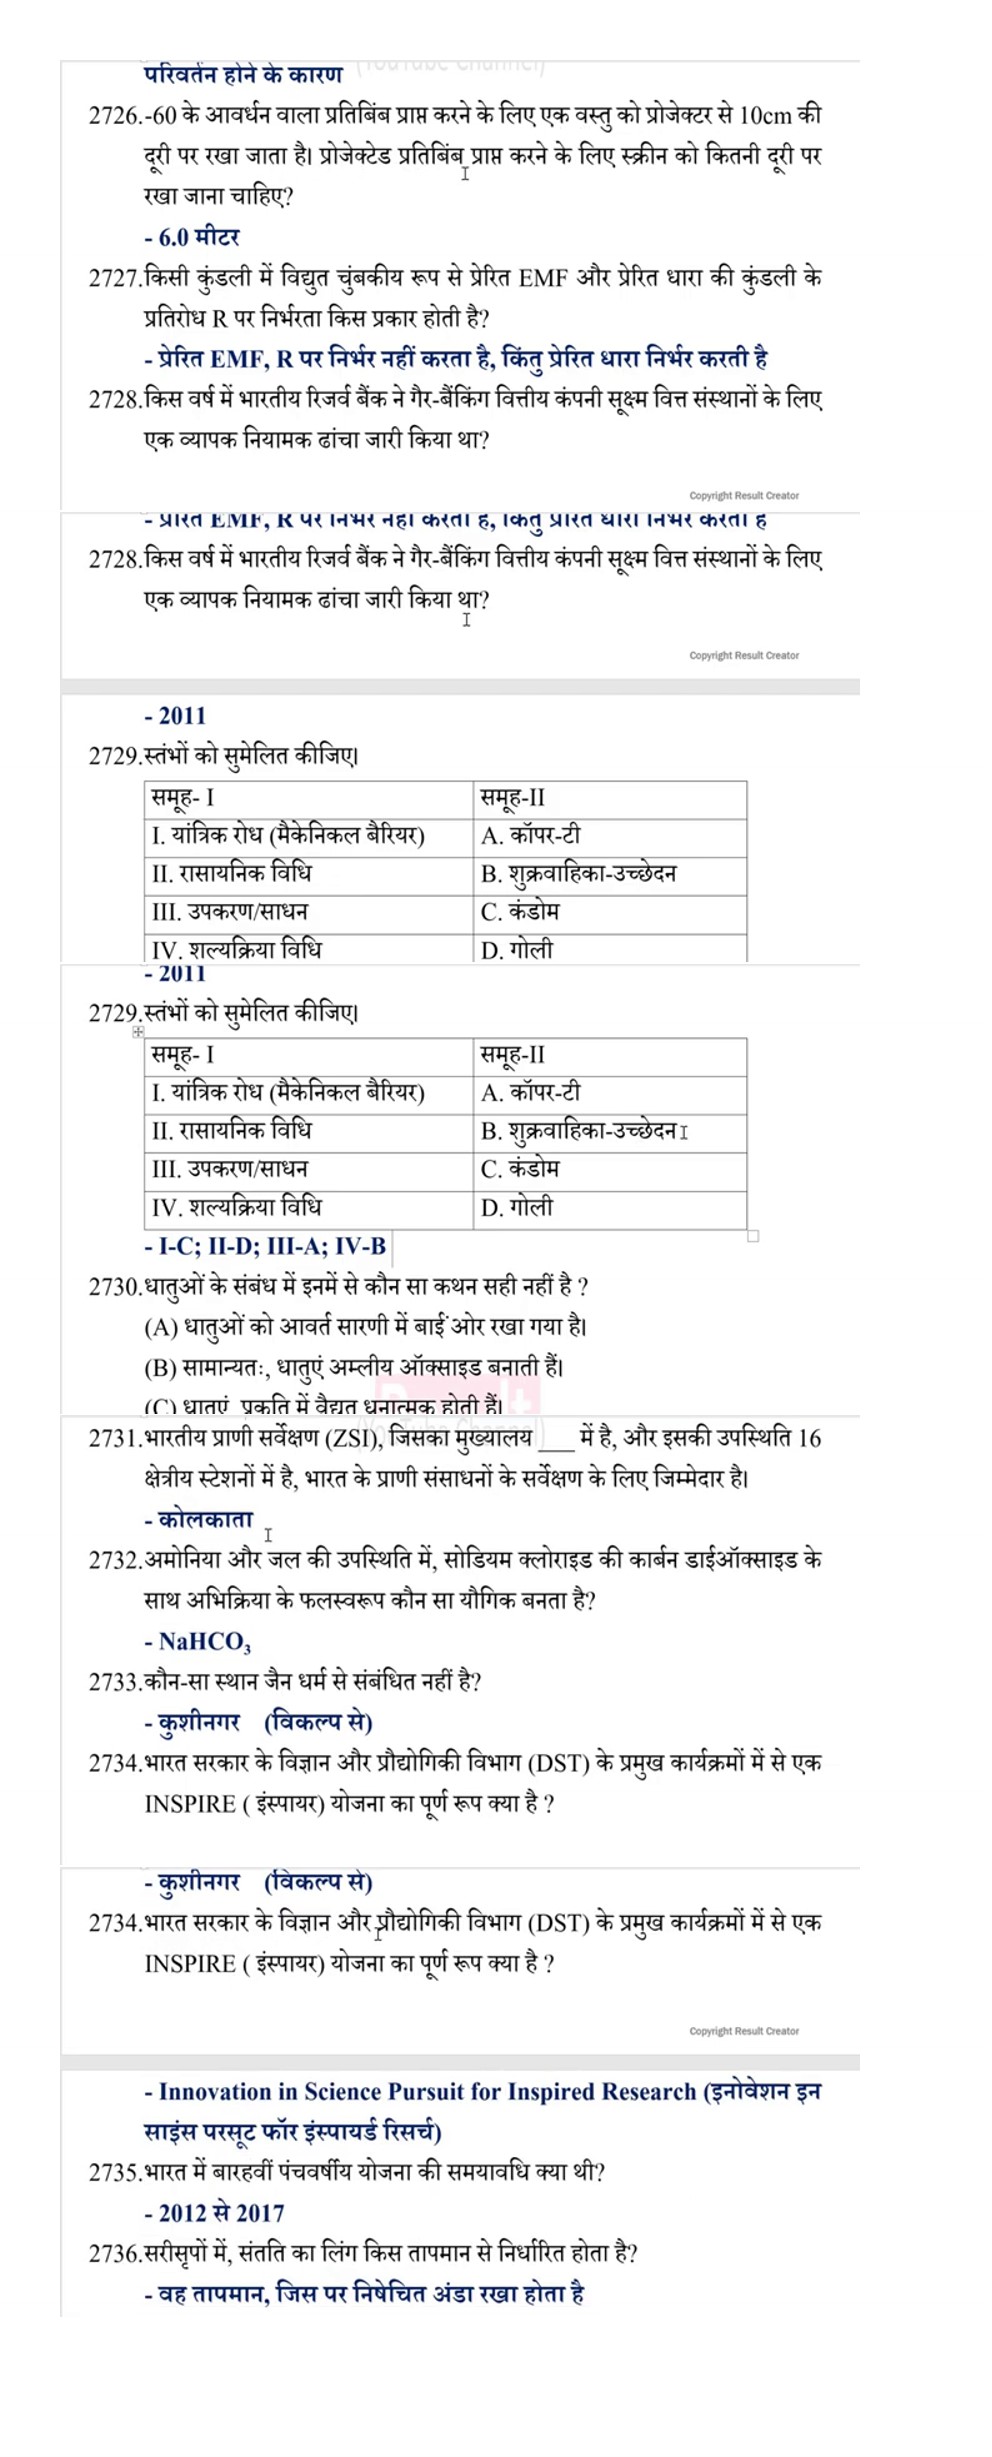 (YouTube Channel)
परिवर्तन होने के कारण
2726.-60 के आवर्धन वाला प्रतिबिंब प्राप्त करने के लिए एक वस्तु को प्रोजेक्टर से 10cm की
दूरी पर रखा जाता है। प्रोजेक्टेड प्रतिबिंब प्राप्त करने के लिए स्क्रीन को कितनी दूरी पर
रखा जाना चाहिए?
- 6.0 मीटर
2727.किसी कुंडली में विद्युत चुंबकीय रूप से प्रेरित EMF और प्रेरित धारा की कुंडली के
प्रतिरोध R पर निर्भरता किस प्रकार होती है?
- प्रेरित EMF, R पर निर्भर नहीं करता है, किंतु प्रेरित धारा निर्भर करती है
2728.किस वर्ष में भारतीय रिजर्व बैंक ने गैर-बैंकिंग वित्तीय कंपनी सूक्ष्म वित्त संस्थानों के लिए
एक व्यापक नियामक ढांचा जारी किया था?
Copyright Result Creator
- प्रेरित EMF, R पर निर्भर नहीं करता है, किंतु प्रेरित धारा निर्भर करती है
2728.किस वर्ष में भारतीय रिजर्व बैंक ने गैर-बैंकिंग वित्तीय कंपनी सूक्ष्म वित्त संस्थानों के लिए
एक व्यापक नियामक ढांचा जारी किया था?
Copyright Result Creator
- 2011
2729.स्तंभों को सुमेलित कीजिए।
समूह- I समूह-II
I. यांत्रिक रोध (मैकेनिकल बैरियर) A. कॉपर-टी
II. रासायनिक विधि B. शुक्रवाहिका-उच्छेदन
III. उपकरण/साधन C. कंडोम
IV. शल्यक्रिया विधि D. गोली
- 2011
2729.स्तंभों को सुमेलित कीजिए।
समूह- I समूह-II
I. यांत्रिक रोध (मैकेनिकल बैरियर) A. कॉपर-टी
II. रासायनिक विधि B. शुक्रवाहिका-उच्छेदन
III. उपकरण/साधन C. कंडोम
IV. शल्यक्रिया विधि D. गोली
- I-C; II-D; III-A; IV-B
2730.धातुओं के संबंध में इनमें से कौन सा कथन सही नहीं है ?
(A) धातुओं को आवर्त सारणी में बाईं ओर रखा गया है।
(B) सामान्यतः, धातुएं अम्लीय ऑक्साइड बनाती हैं।
(C) धातुएं प्रकृति में वैद्युत धनात्मक होती हैं।
(YouTube Channel)
2731.भारतीय प्राणी सर्वेक्षण (ZSI), जिसका मुख्यालय ___ में है, और इसकी उपस्थिति 16
क्षेत्रीय स्टेशनों में है, भारत के प्राणी संसाधनों के सर्वेक्षण के लिए जिम्मेदार है।
- कोलकाता
2732.अमोनिया और जल की उपस्थिति में, सोडियम क्लोराइड की कार्बन डाईऑक्साइड के
साथ अभिक्रिया के फलस्वरूप कौन सा यौगिक बनता है?
- NaHCO₃
2733.कौन-सा स्थान जैन धर्म से संबंधित नहीं है?
- कुशीनगर (विकल्प से)
2734.भारत सरकार के विज्ञान और प्रौद्योगिकी विभाग (DST) के प्रमुख कार्यक्रमों में से एक
INSPIRE ( इंस्पायर) योजना का पूर्ण रूप क्या है ?
- कुशीनगर (विकल्प से)
2734.भारत सरकार के विज्ञान और प्रौद्योगिकी विभाग (DST) के प्रमुख कार्यक्रमों में से एक
INSPIRE ( इंस्पायर) योजना का पूर्ण रूप क्या है ?
Copyright Result Creator
- Innovation in Science Pursuit for Inspired Research (इनोवेशन इन
साइंस परसूट फॉर इंस्पायर्ड रिसर्च)
2735.भारत में बारहवीं पंचवर्षीय योजना की समयावधि क्या थी?
- 2012 से 2017
2736.सरीसृपों में, संतति का लिंग किस तापमान से निर्धारित होता है?
- वह तापमान, जिस पर निषेचित अंडा रखा होता है